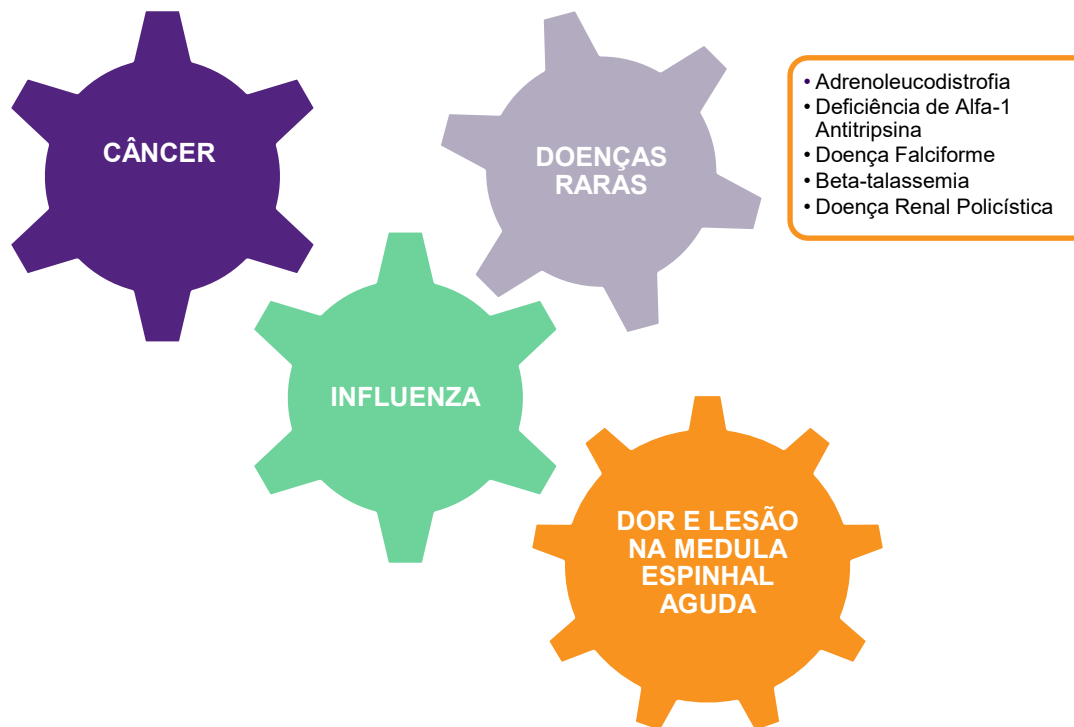 CÂNCER
DOENÇAS
RARAS
• Adrenoleucodistrofia
• Deficiência de Alfa-1
Antitripsina
• Doença Falciforme
• Beta-talassemia
• Doença Renal Policística
INFLUENZA
DOR E LESÃO
NA MEDULA
ESPINHAL
AGUDA